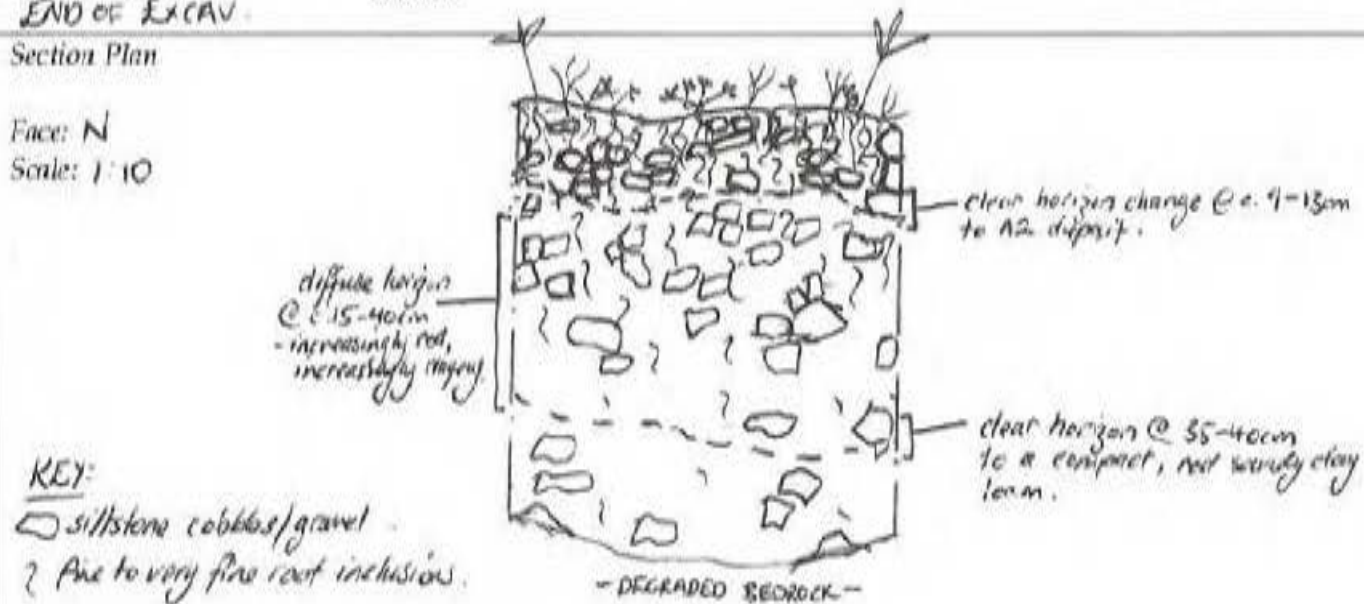 END OF EXCAV.
Section Plan
Face: N
Scale: 1:10
clear horizon change @ c. 9-13cm
to A2 deposit.
diffuse horizon
@ c 15-40cm
- increasingly red,
increasingly clayey.
clear horizon @ 35-40cm
to a compact, red sandy clay
loam.
KEY:
siltstone cobbles/gravel.
fine to very fine root inclusions.
- DEGRADED BEDROCK -